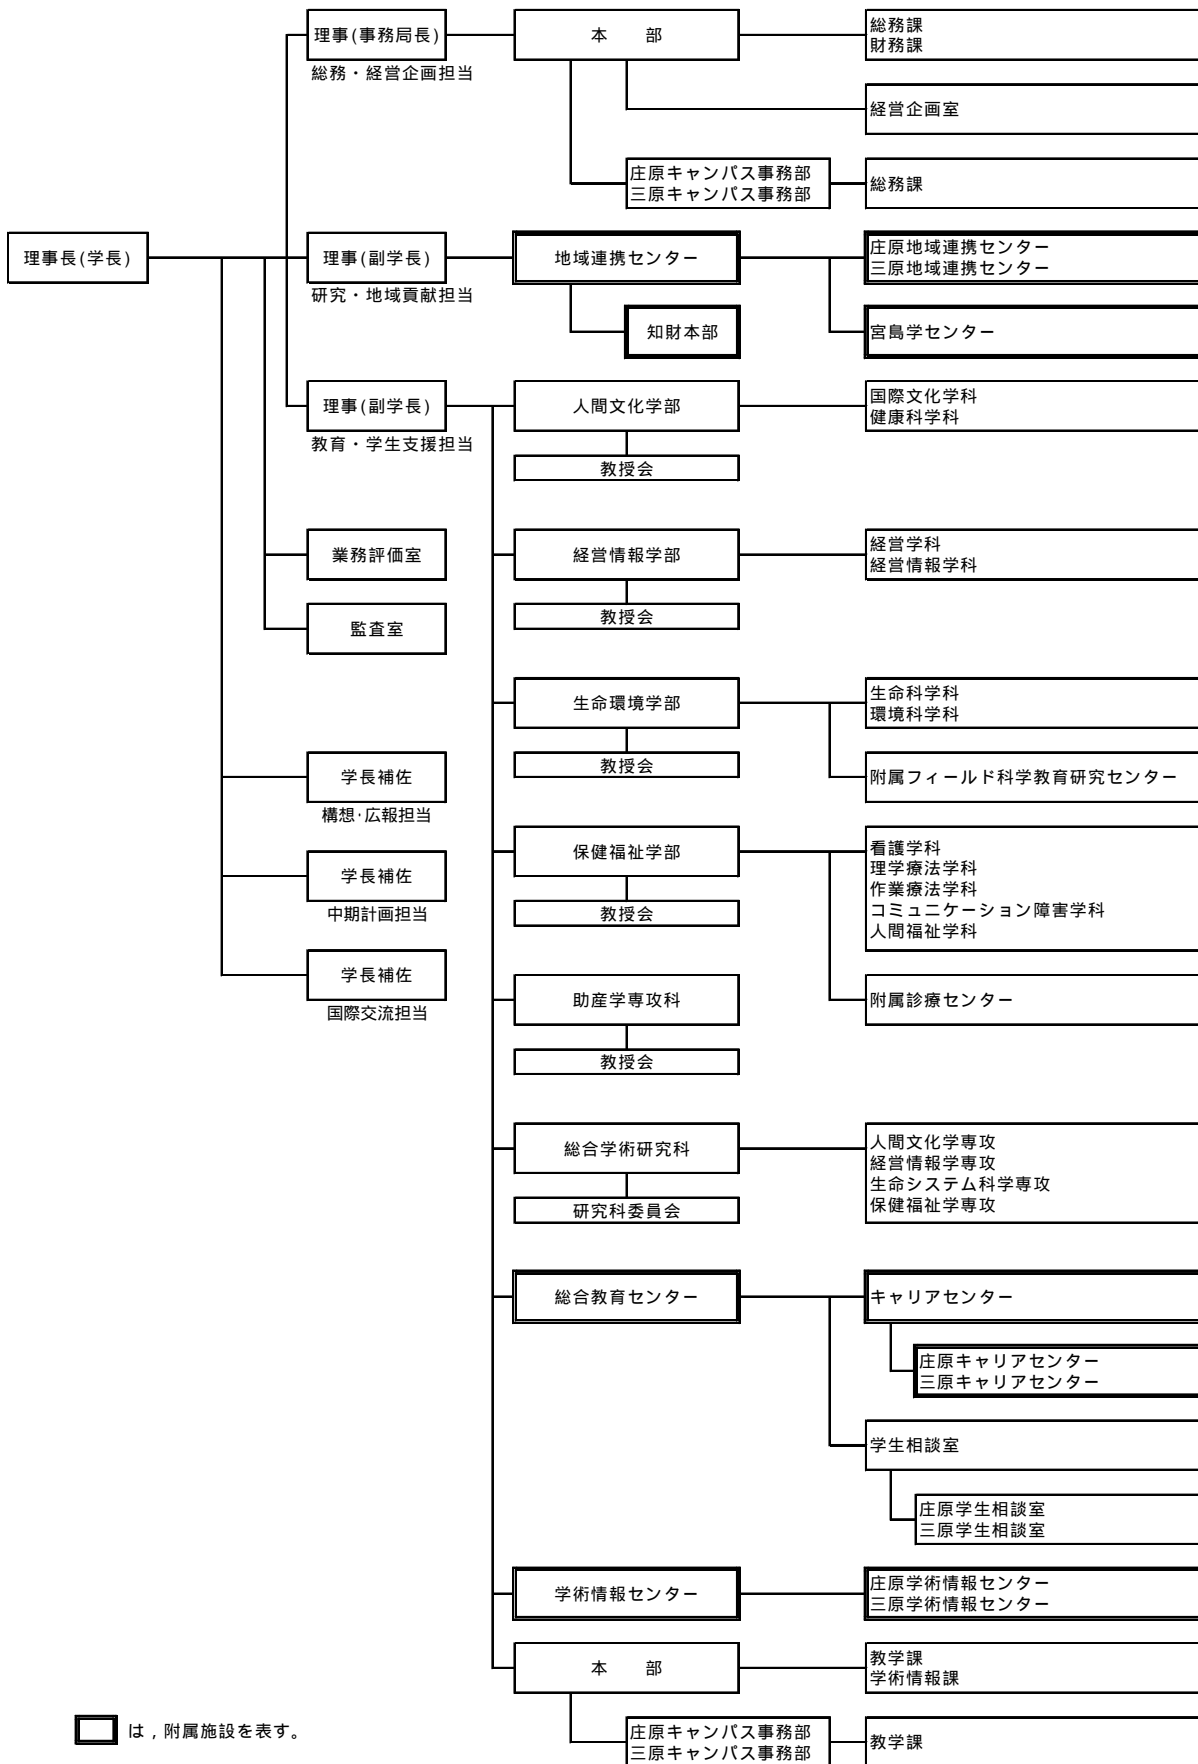 理事(事務局長)
総務・経営企画担当
本　　部
総務課
財務課
経営企画室
庄原キャンパス事務部
三原キャンパス事務部
総務課
理事長(学長)
理事(副学長)
研究・地域貢献担当
地域連携センター
庄原地域連携センター
三原地域連携センター
知財本部
宮島学センター
理事(副学長)
教育・学生支援担当
人間文化学部
国際文化学科
健康科学科
教授会
業務評価室
経営情報学部
経営学科
経営情報学科
教授会
監査室
生命環境学部
生命科学科
環境科学科
教授会
附属フィールド科学教育研究センター
学長補佐
構想・広報担当
保健福祉学部
看護学科
理学療法学科
作業療法学科
コミュニケーション障害学科
人間福祉学科
教授会
学長補佐
中期計画担当
学長補佐
国際交流担当
助産学専攻科
附属診療センター
教授会
総合学術研究科
人間文化学専攻
経営情報学専攻
生命システム科学専攻
保健福祉学専攻
研究科委員会
総合教育センター
キャリアセンター
庄原キャリアセンター
三原キャリアセンター
学生相談室
庄原学生相談室
三原学生相談室
学術情報センター
庄原学術情報センター
三原学術情報センター
本　　部
教学課
学術情報課
庄原キャンパス事務部
三原キャンパス事務部
教学課
は，附属施設を表す。